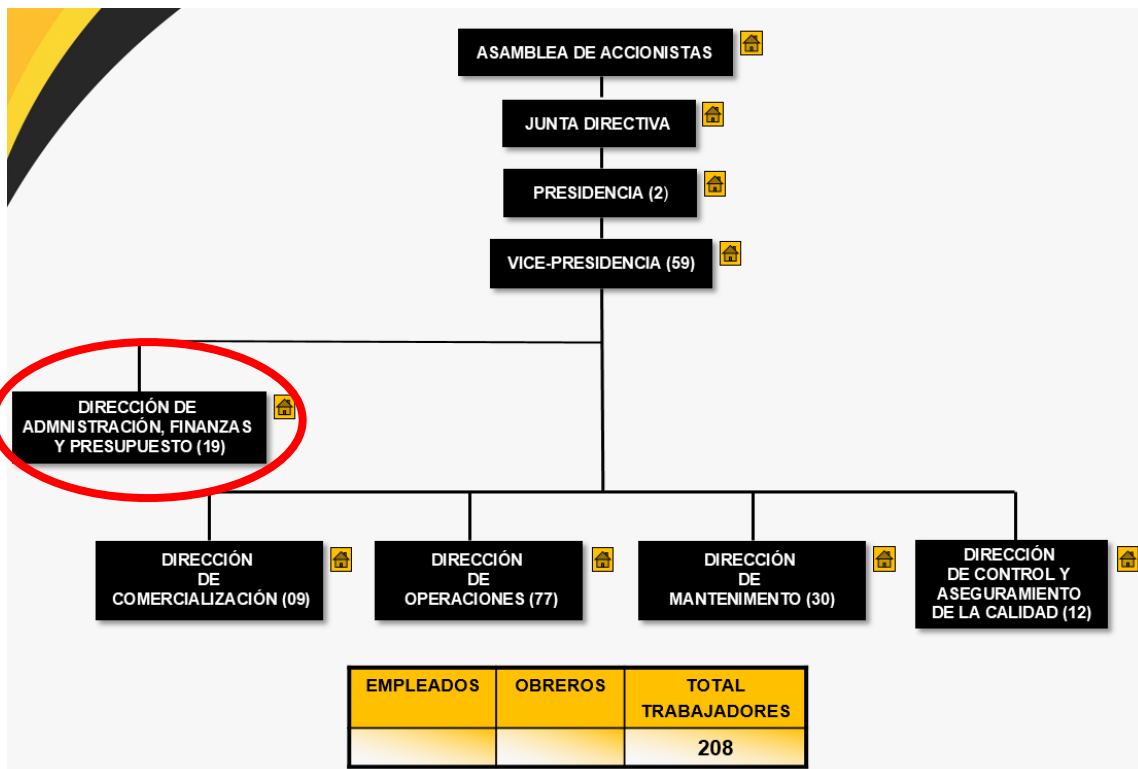 ASAMBLEA DE ACCIONISTAS
JUNTA DIRECTIVA
PRESIDENCIA (2)
VICE-PRESIDENCIA (59)
DIRECCIÓN DE
ADMNISTRACIÓN, FINANZAS
Y PRESUPUESTO (19)
DIRECCIÓN
DE
COMERCIALIZACIÓN (09)
DIRECCIÓN
DE
OPERACIONES (77)
DIRECCIÓN
DE
MANTENIMENTO (30)
DIRECCIÓN
DE CONTROL Y
ASEGURAMIENTO
DE LA CALIDAD (12)
EMPLEADOS
OBREROS
TOTAL
TRABAJADORES
208